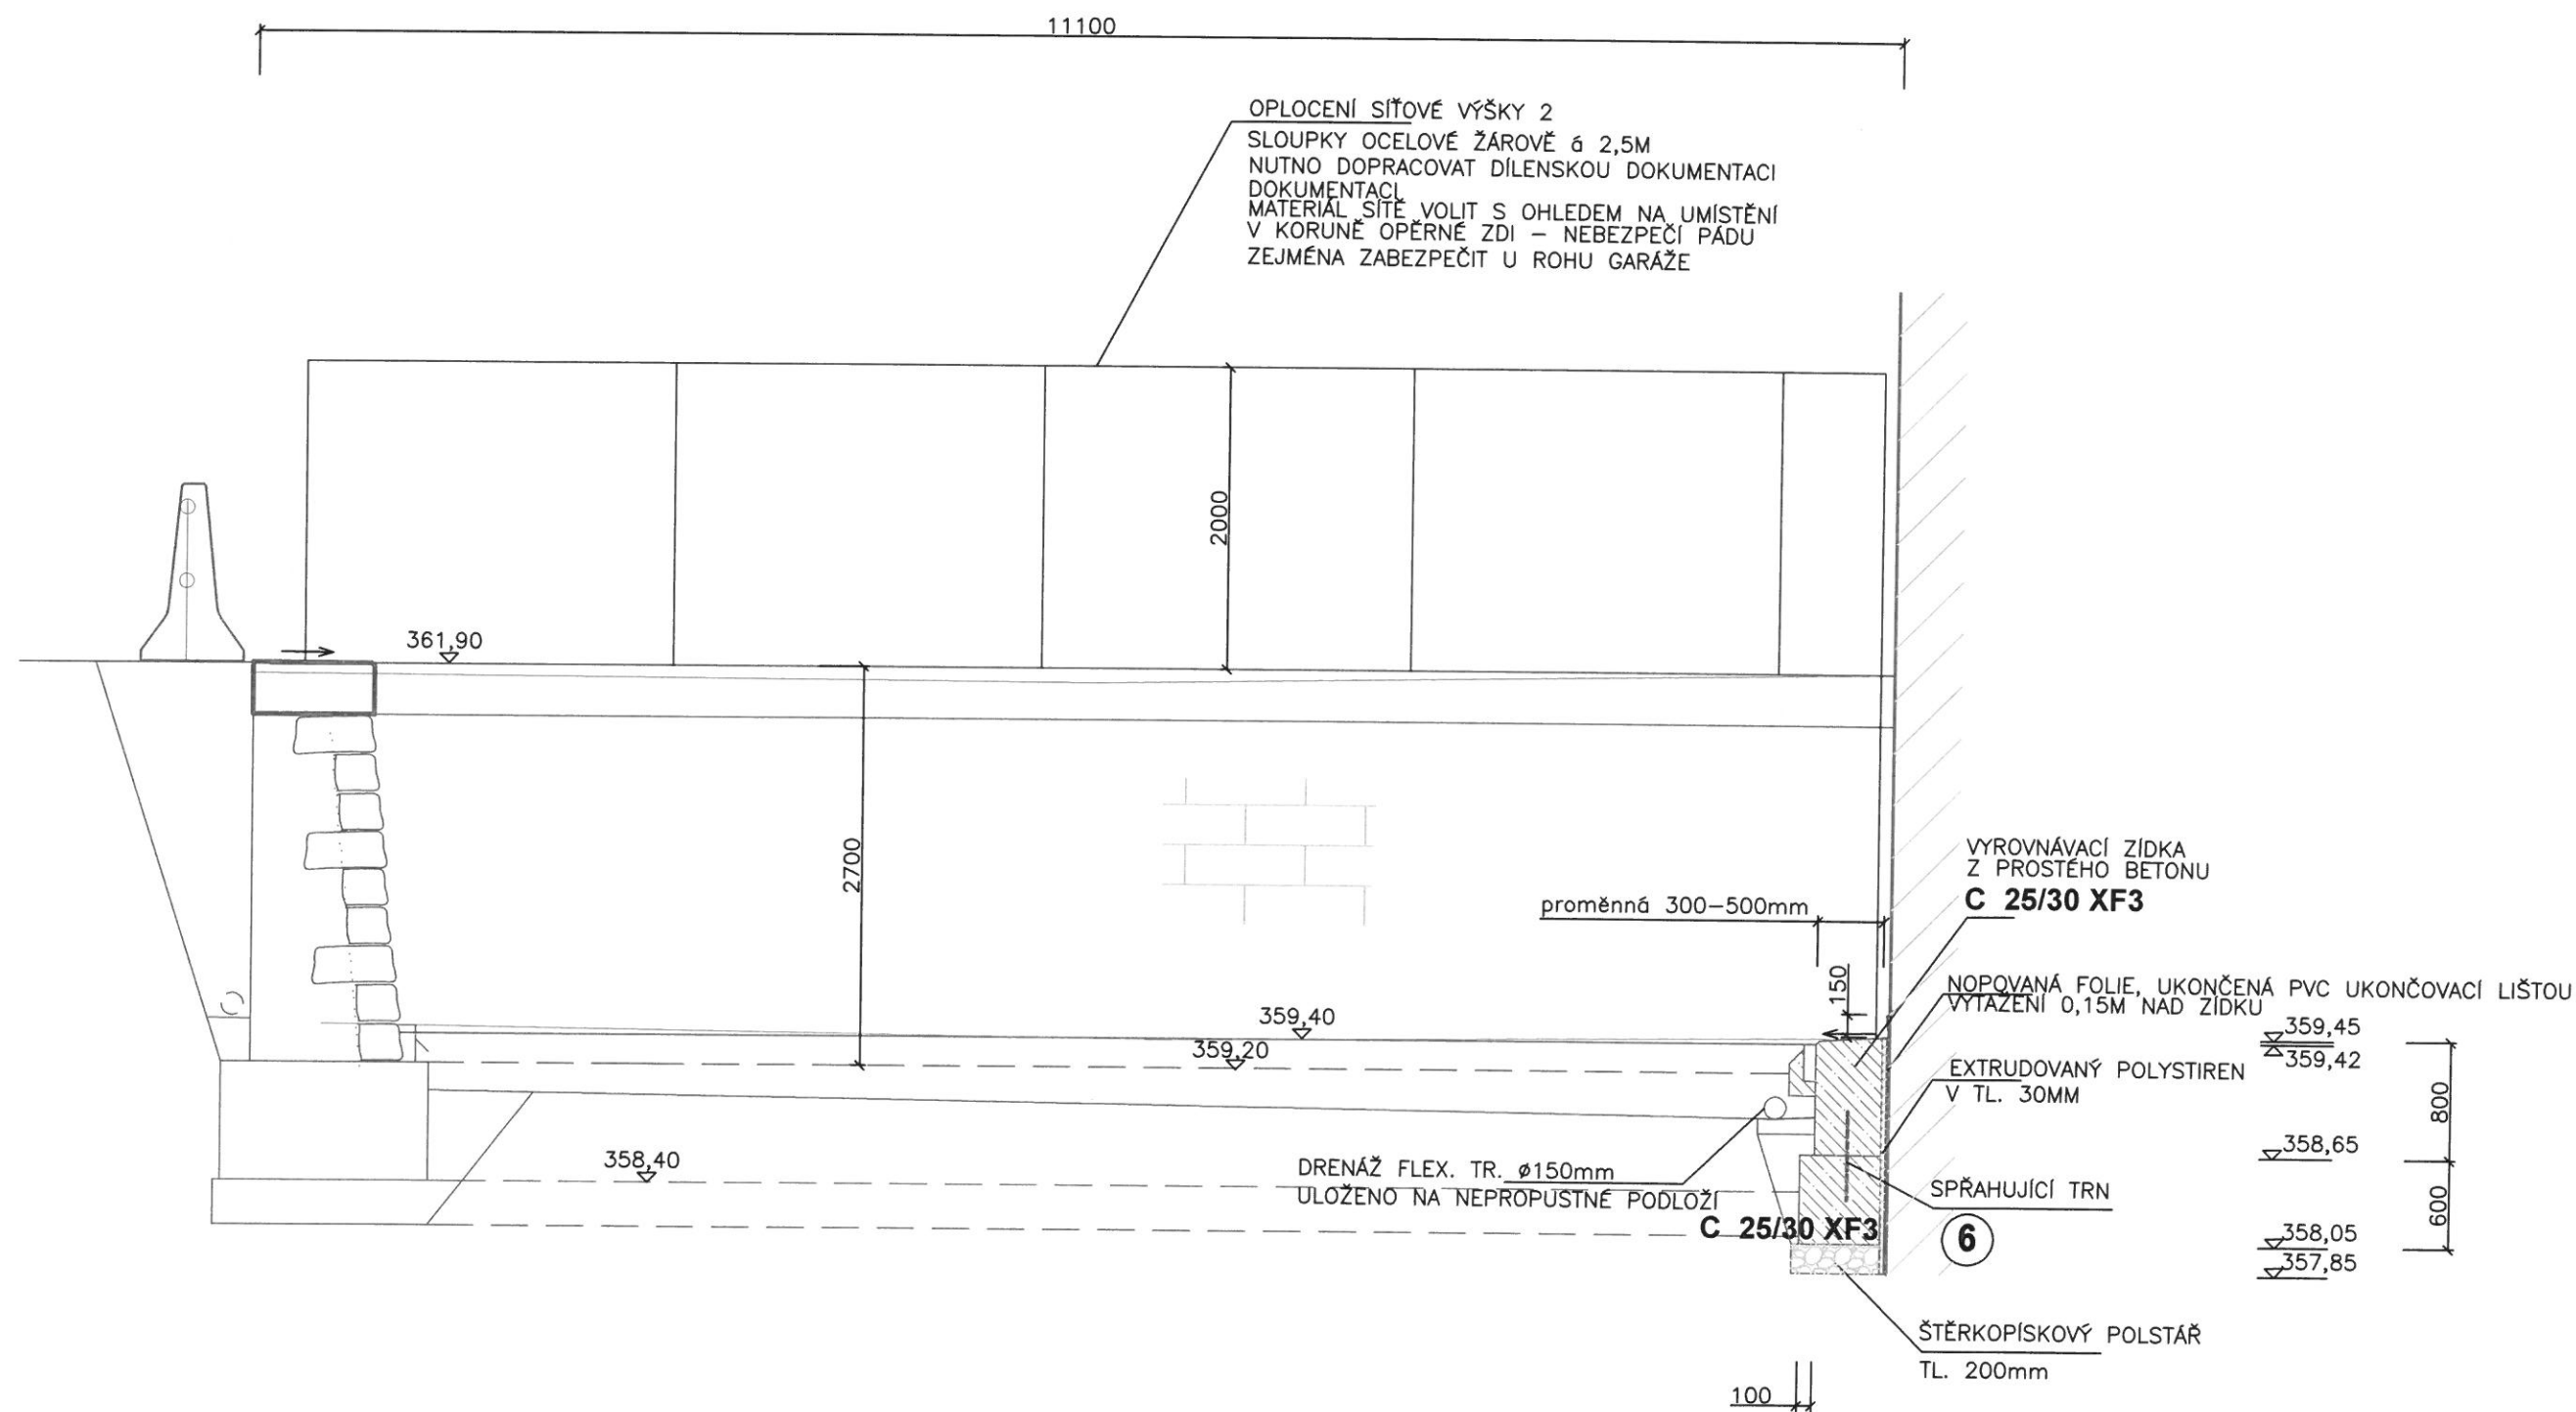 11100
OPLOCENÍ SÍŤOVÉ VÝŠKY 2
SLOUPKY OCELOVÉ ŽÁROVĚ á 2,5M
NUTNO DOPRACOVAT DÍLENSKOU DOKUMENTACI
DOKUMENTACI
MATERIÁL SÍTĚ VOLIT S OHLEDEM NA UMÍSTĚNÍ
V KORUNĚ OPĚRNÉ ZDI – NEBEZPEČÍ PÁDU
ZEJMÉNA ZABEZPEČIT U ROHU GARÁŽE
2000
361,90
2700
VYROVNÁVACÍ ZÍDKA
Z PROSTÉHO BETONU
C 25/30 XF3
proměnná 300–500mm
150
NOPOVANÁ FOLIE, UKONČENÁ PVC UKONČOVACÍ LIŠTOU
VYTAŽENÍ 0,15M NAD ZÍDKU
359,40
359,20
359,45
359,42
EXTRUDOVANÝ POLYSTIREN
V TL. 30MM
800
358,65
358,40
DRENÁŽ FLEX. TR. ø150mm
ULOŽENO NA NEPROPUSTNÉ PODLOŽÍ
SPŘAHUJÍCÍ TRN
600
C 25/30 XF3
6
358,05
357,85
ŠTĚRKOPÍSKOVÝ POLSTÁŘ
TL. 200mm
100